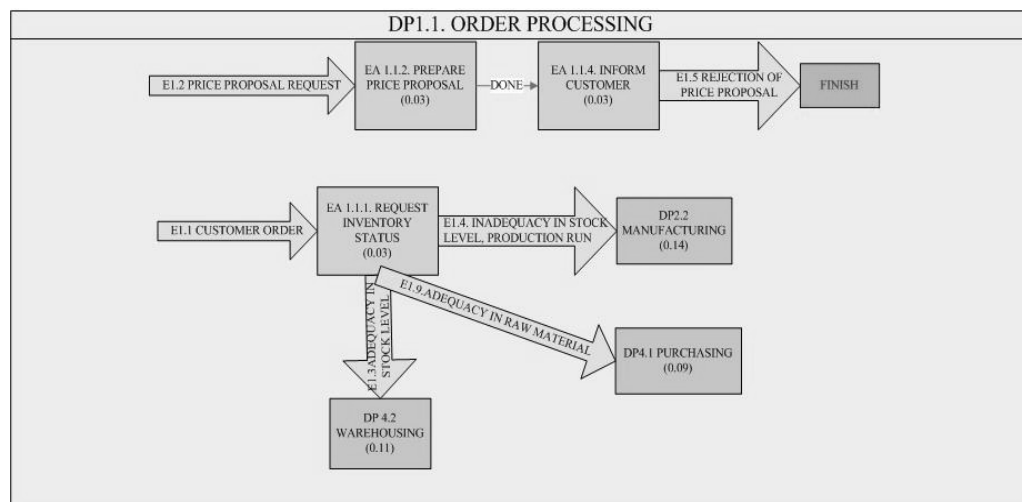 DP1.1. ORDER PROCESSING
E1.2 PRICE PROPOSAL REQUEST
EA 1.1.2. PREPARE
PRICE PROPOSAL
(0.03)
DONE
EA 1.1.4. INFORM
CUSTOMER
(0.03)
E1.5 REJECTION OF
PRICE PROPOSAL
FINISH
E1.1 CUSTOMER ORDER
EA 1.1.1. REQUEST
INVENTORY
STATUS
(0.03)
E1.4. INADEQUACY IN STOCK
LEVEL, PRODUCTION RUN
DP2.2
MANUFACTURING
(0.14)
E1.9.ADEQUACY IN RAW MATERIAL
DP4.1 PURCHASING
(0.09)
E1.3ADEQUACY IN
STOCK LEVEL
DP 4.2
WAREHOUSING
(0.11)